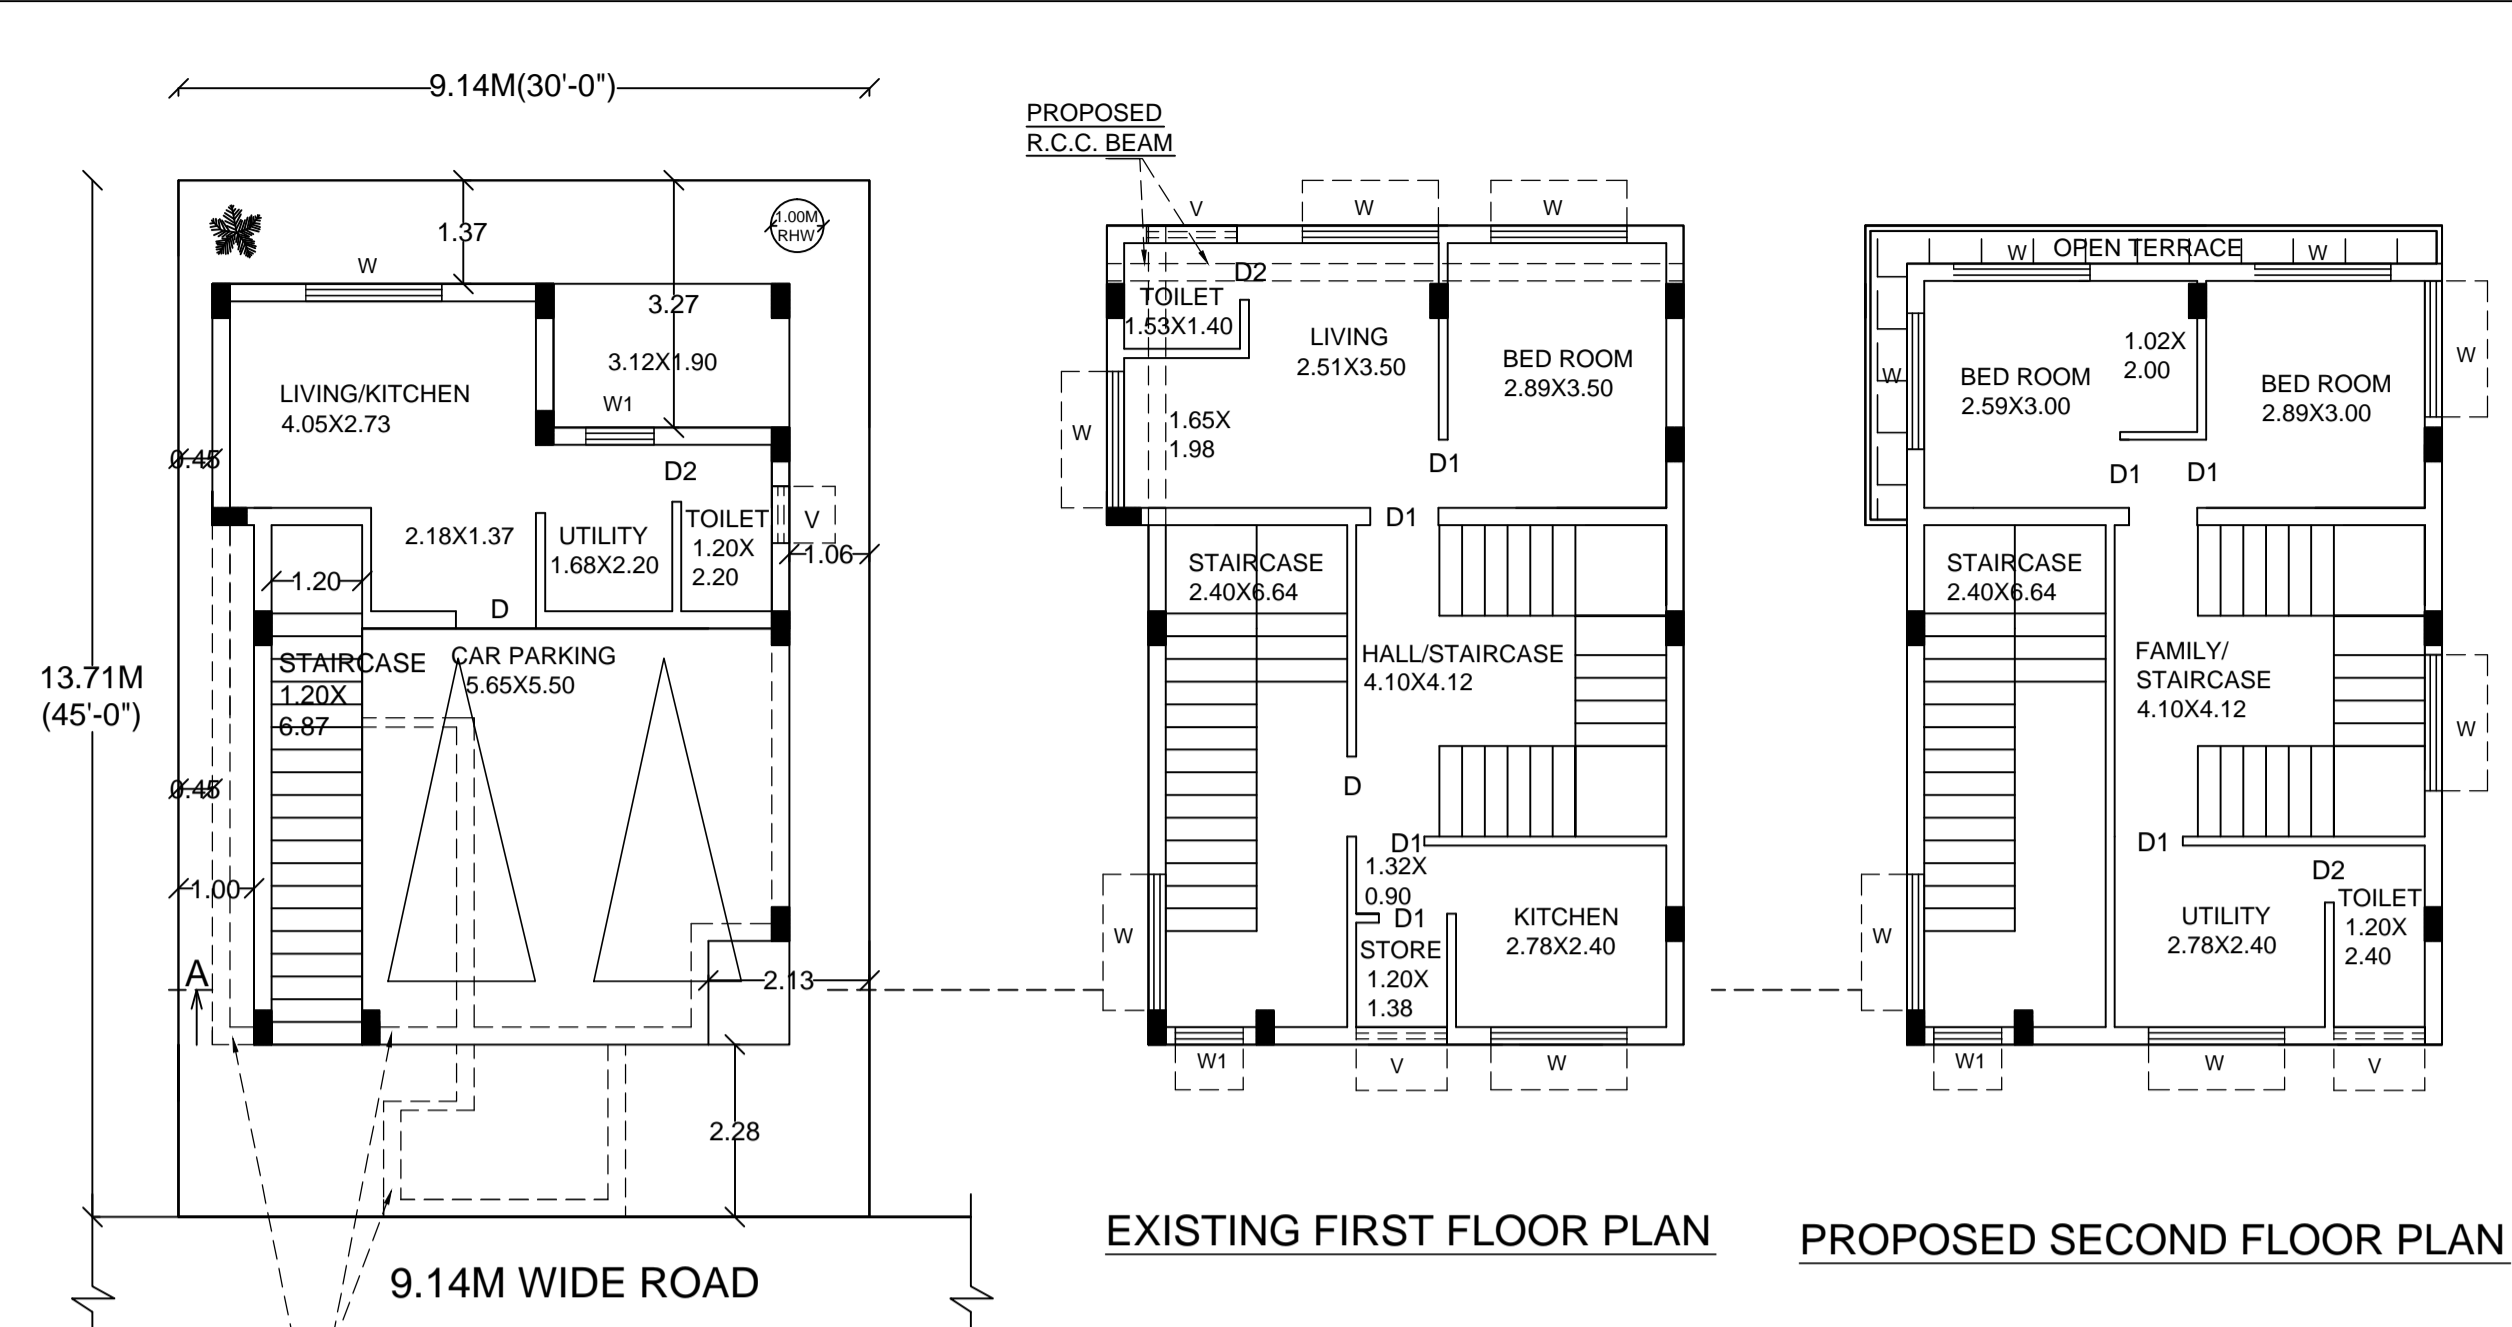 9.14M(30'-0")
1.37
W
3.27
1.00M
RHW
LIVING/KITCHEN
4.05X2.73
3.12X1.90
W1
0.45
D2
2.18X1.37
UTILITY
1.68X2.20
TOILET
1.20X
2.20
V
1.06
1.20
D
13.71M
(45'-0")
STAIRCASE
1.20X
6.87
CAR PARKING
5.65X5.50
0.45
1.00
A
2.13
2.28
9.14M WIDE ROAD
PROPOSED
R.C.C. BEAM
V
W
W
D2
TOILET
1.53X1.40
LIVING
2.51X3.50
BED ROOM
2.89X3.50
W
1.65X
1.98
D1
D1
STAIRCASE
2.40X6.64
HALL/STAIRCASE
4.10X4.12
D
D1
1.32X
0.90
D1
STORE
1.20X
1.38
KITCHEN
2.78X2.40
W
W1
V
W
EXISTING FIRST FLOOR PLAN
W
OPEN TERRACE
W
W
BED ROOM
2.59X3.00
1.02X
2.00
BED ROOM
2.89X3.00
W
D1
D1
STAIRCASE
2.40X6.64
FAMILY/
STAIRCASE
4.10X4.12
W
D1
D2
UTILITY
2.78X2.40
TOILET
1.20X
2.40
W
W1
W
V
PROPOSED SECOND FLOOR PLAN